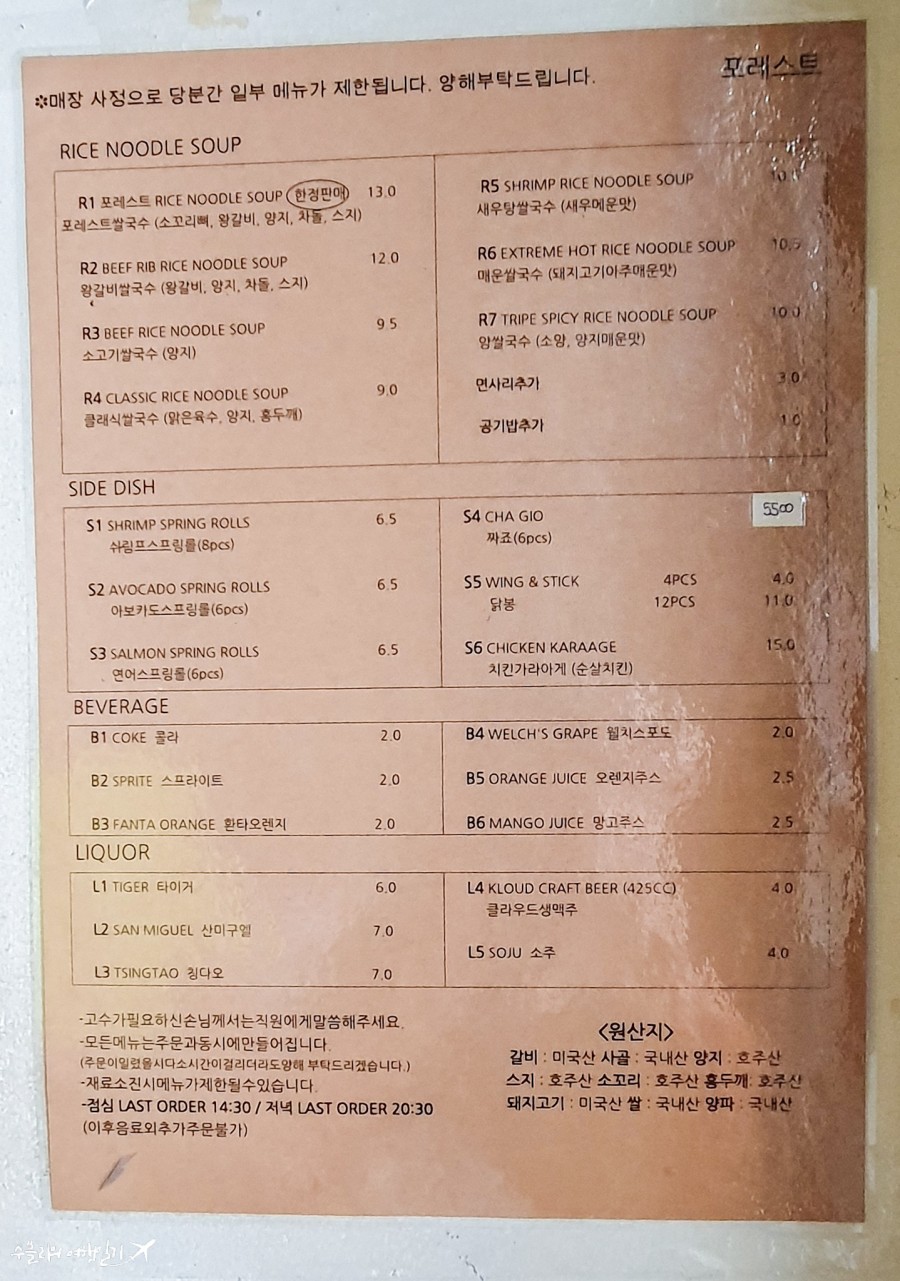 포레스트
✽매장 사정으로 당분간 일부 메뉴가 제한됩니다. 양해부탁드립니다.
RICE NOODLE SOUP
R1 포레스트 RICE NOODLE SOUP 한정판매 13.0
포레스트쌀국수 (소꼬리뼈, 왕갈비, 양지, 차돌, 스지)
R2 BEEF RIB RICE NOODLE SOUP 12.0
왕갈비쌀국수 (왕갈비, 양지, 차돌, 스지)
R3 BEEF RICE NOODLE SOUP 9.5
소고기쌀국수 (양지)
R4 CLASSIC RICE NOODLE SOUP 9.0
클래식쌀국수 (맑은육수, 양지, 홍두깨)
R5 SHRIMP RICE NOODLE SOUP
새우탕쌀국수 (새우메운맛)
R6 EXTREME HOT RICE NOODLE SOUP 10.5
매운쌀국수 (돼지고기아주매운맛)
R7 TRIPE SPICY RICE NOODLE SOUP 10.0
양쌀국수 (소양, 양지매운맛)
면사리추가 3.0
공기밥추가 1.0
SIDE DISH
S1 SHRIMP SPRING ROLLS 6.5
쉬림프스프링롤(8pcs)
S2 AVOCADO SPRING ROLLS 6.5
아보카도스프링롤(6pcs)
S3 SALMON SPRING ROLLS 6.5
연어스프링롤(6pcs)
S4 CHA GIO 5500
짜죠(6pcs)
S5 WING & STICK 4PCS 4.0
닭봉 12PCS 11.0
S6 CHICKEN KARAAGE 15.0
치킨가라아게 (순살치킨)
BEVERAGE
B1 COKE 콜라 2.0
B2 SPRITE 스프라이트 2.0
B3 FANTA ORANGE 환타오렌지 2.0
B4 WELCH'S GRAPE 웰치스포도 2.0
B5 ORANGE JUICE 오렌지주스 2.5
B6 MANGO JUICE 망고주스 2.5
LIQUOR
L1 TIGER 타이거 6.0
L2 SAN MIGUEL 산미구엘 7.0
L3 TSINGTAO 칭다오 7.0
L4 KLOUD CRAFT BEER (425CC) 4.0
클라우드생맥주
L5 SOJU 소주 4.0
-고수가필요하신손님께서는직원에게말씀해주세요.
-모든메뉴는주문과동시에만들어집니다.
(주문이밀렸을시다소시간이걸리더라도양해 부탁드리겠습니다.)
-재료소진시메뉴가제한될수있습니다.
-점심 LAST ORDER 14:30 / 저녁 LAST ORDER 20:30
(이후음료외추가주문불가)
<원산지>
갈비 : 미국산 사골 : 국내산 양지 : 호주산
스지 : 호주산 소꼬리 : 호주산 홍두깨: 호주산
돼지고기 : 미국산 쌀 : 국내산 양파 : 국내산